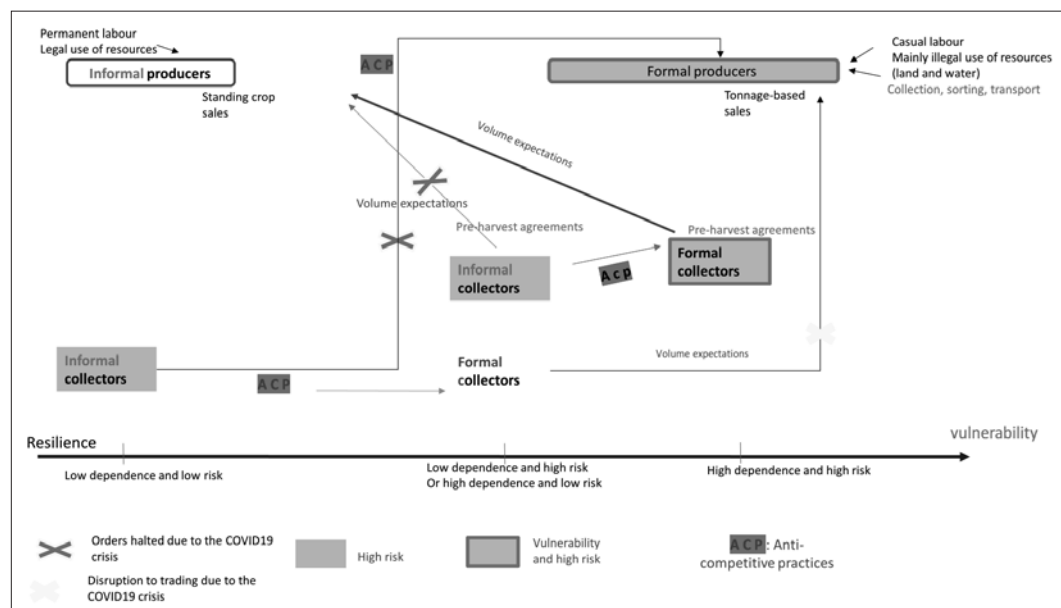 Permanent labour
Legal use of resources
Informal producers
Standing crop
sales
A C P
Formal producers
Casual labour
Mainly illegal use of resources
(land and water)
Collection, sorting, transport
Tonnage-based
sales
Volume expectations
Volume expectations
Pre-harvest agreements
Pre-harvest agreements
Informal
collectors
A c p
Formal
collectors
Informal
collectors
A C P
Formal
collectors
Volume expectations
Resilience
vulnerability
Low dependence and low risk
Low dependence and high risk
Or high dependence and low risk
High dependence and high risk
Orders halted due to the COVID19
crisis
High risk
Vulnerability
and high risk
A C P: Anti-
competitive practices
Disruption to trading due to the
COVID19 crisis